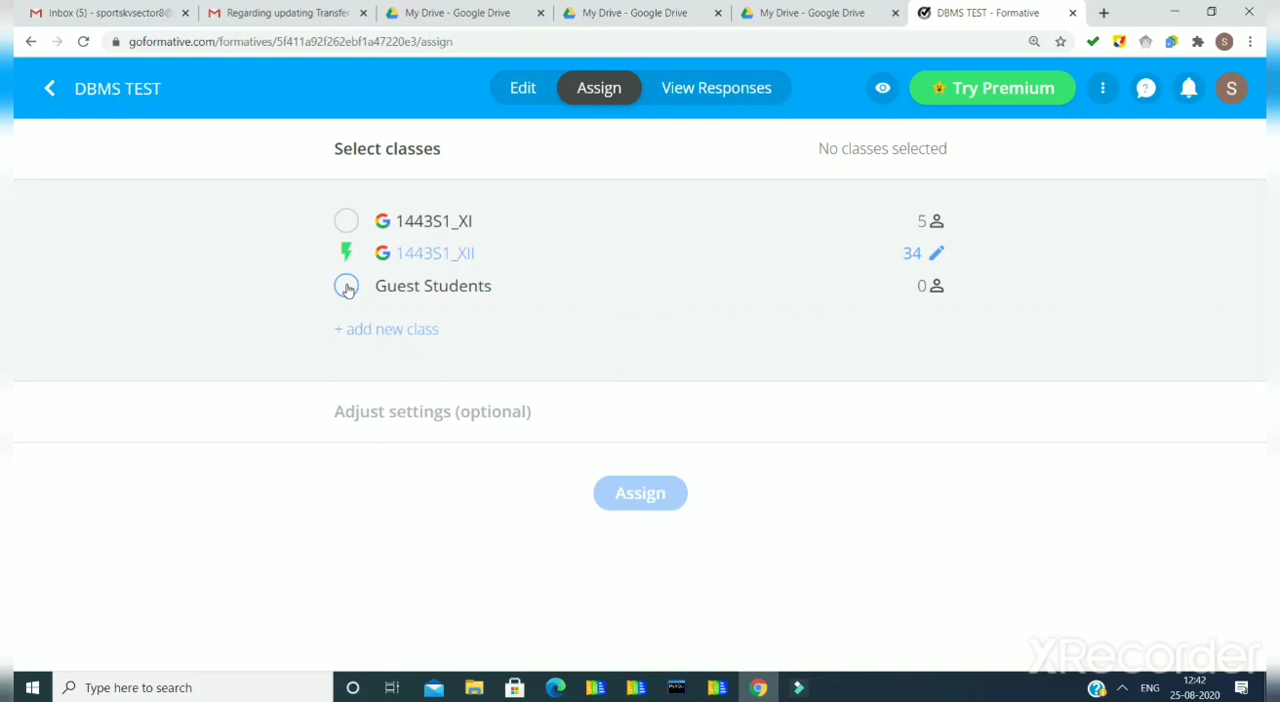 Inbox (5) - sportskvsector8@
Regarding updating Transfer
My Drive - Google Drive
My Drive - Google Drive
My Drive - Google Drive
DBMS TEST - Formative
goformative.com/formatives/5f411a92f262ebf1a47220e3/assign
S
DBMS TEST
Edit
Assign
View Responses
Try Premium
?
S
Select classes
No classes selected
1443S1_XI
5
1443S1_XII
34
Guest Students
0
+ add new class
Adjust settings (optional)
Assign
XRecorder
Type here to search
ENG
12:42
25-08-2020